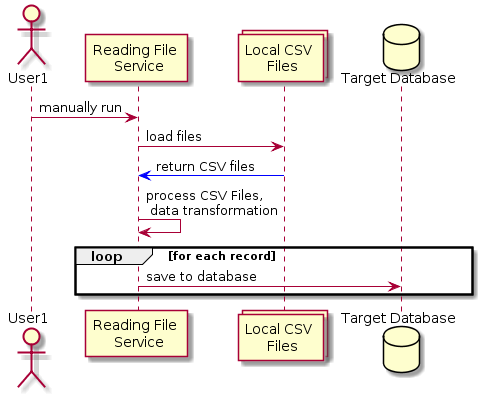 User1
Reading File
Service
Local CSV
Files
Target Database
manually run
load files
return CSV files
process CSV Files,
data transformation
loop [for each record]
save to database
User1
Reading File
Service
Local CSV
Files
Target Database